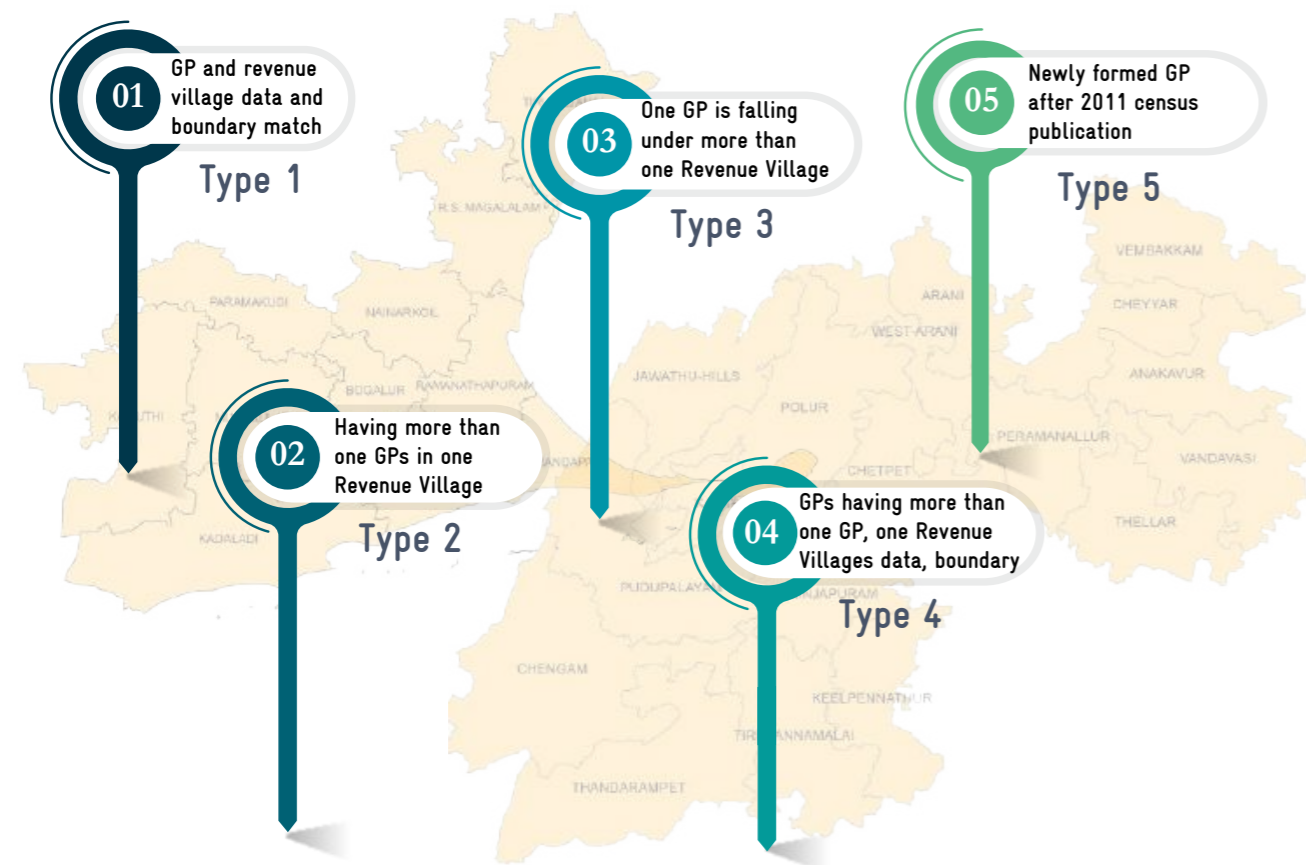 01
GP and revenue
village data and
boundary match
Type 1
02
Having more than
one GPs in one
Revenue Village
Type 2
03
One GP is falling
under more than
one Revenue Village
Type 3
04
GPs having more than
one GP, one Revenue
Villages data, boundary
Type 4
05
Newly formed GP
after 2011 census
publication
Type 5
R.S. MAGALALAM
PARAMAKUDI
NAINARKOIL
BOGALUR
RAMANATHAPURAM
KADALADI
JAWATHU-HILLS
POLUR
ARANI
WEST ARANI
VEMBAKKAM
CHEYYAR
ANAKAVUR
PERAMANALLUR
VANDAVASI
CHETPET
THELLAR
CHENGAM
KEELPENNATHUR
THANDARAMPET